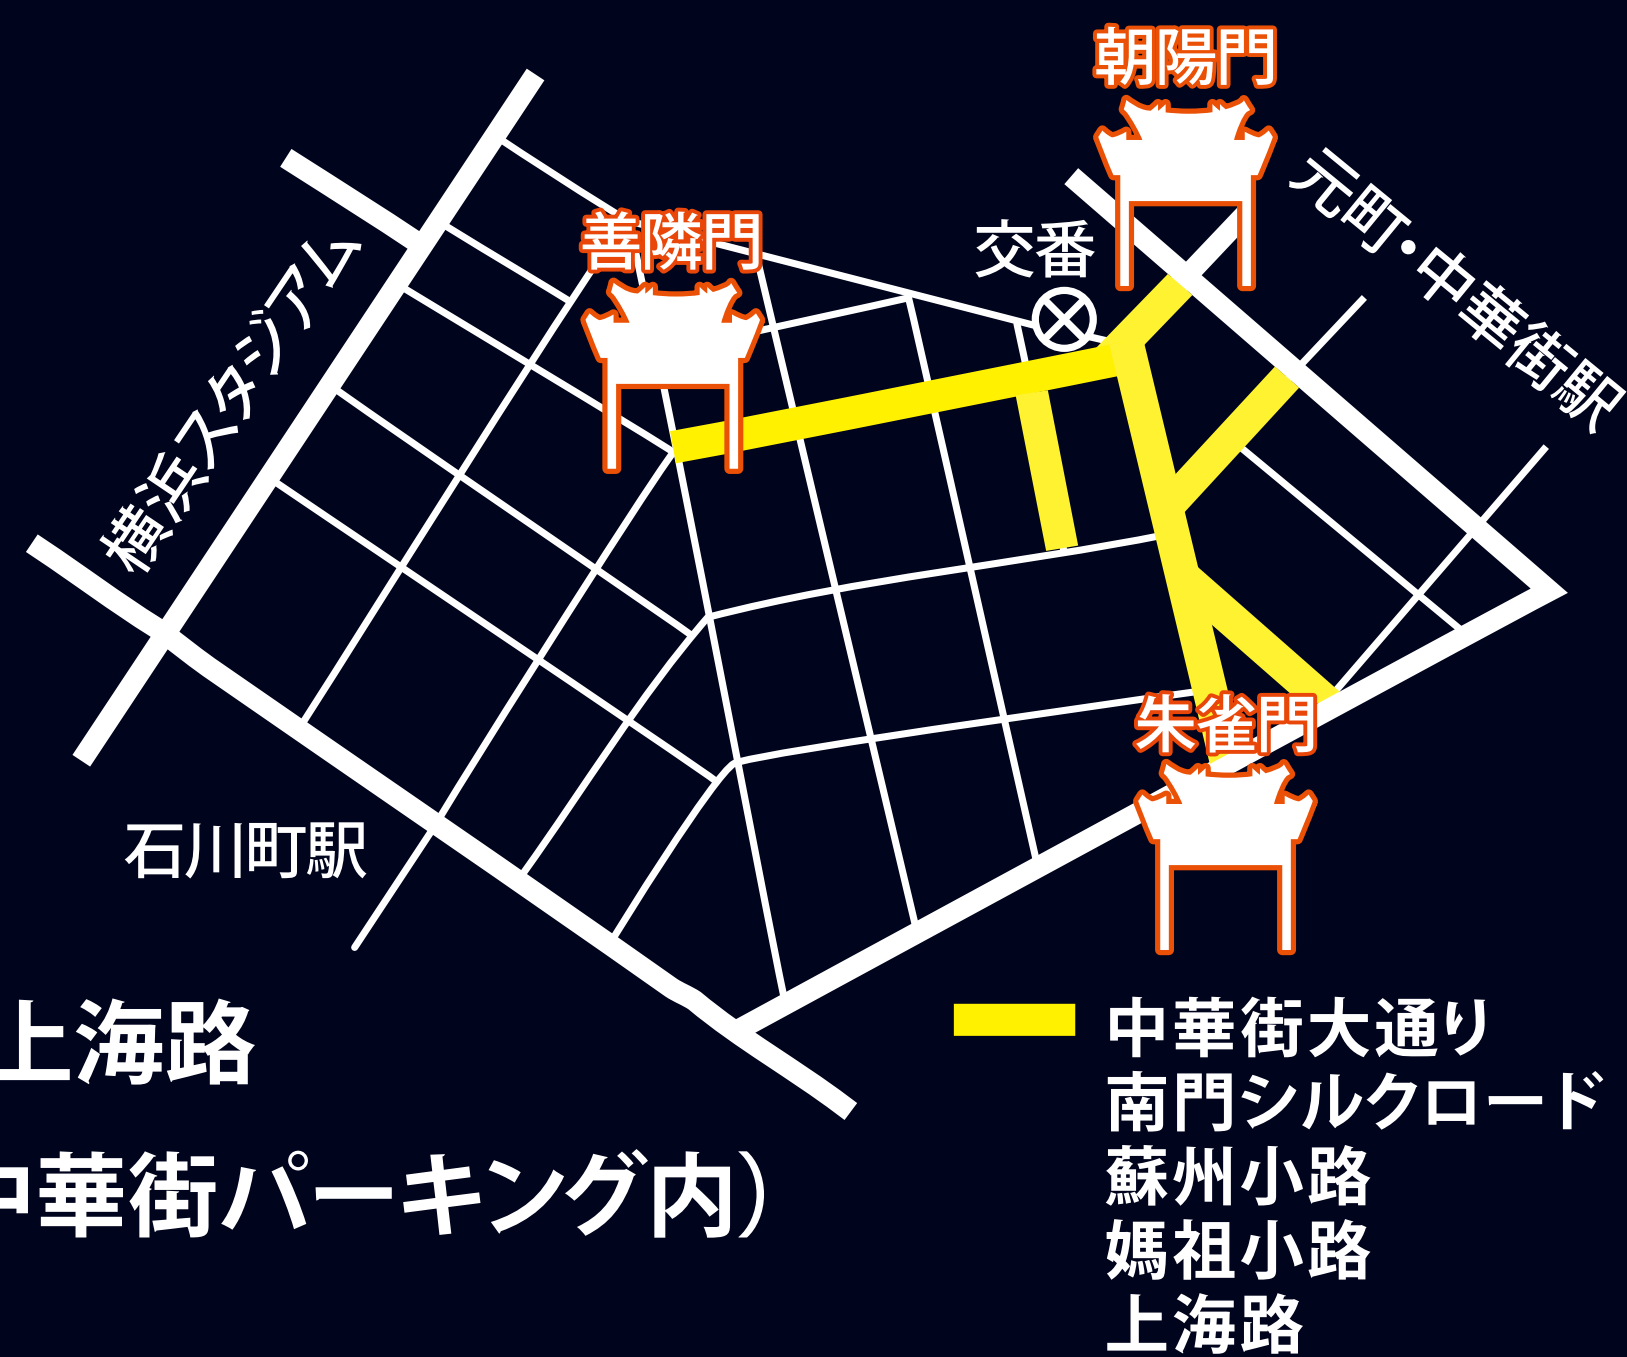 朝陽門
元町・中華街駅
善隣門
交番
横浜スタジアム
朱雀門
石川町駅
上海路
中華街パーキング内）
中華街大通り
南門シルクロード
蘇州小路
媽祖小路
上海路